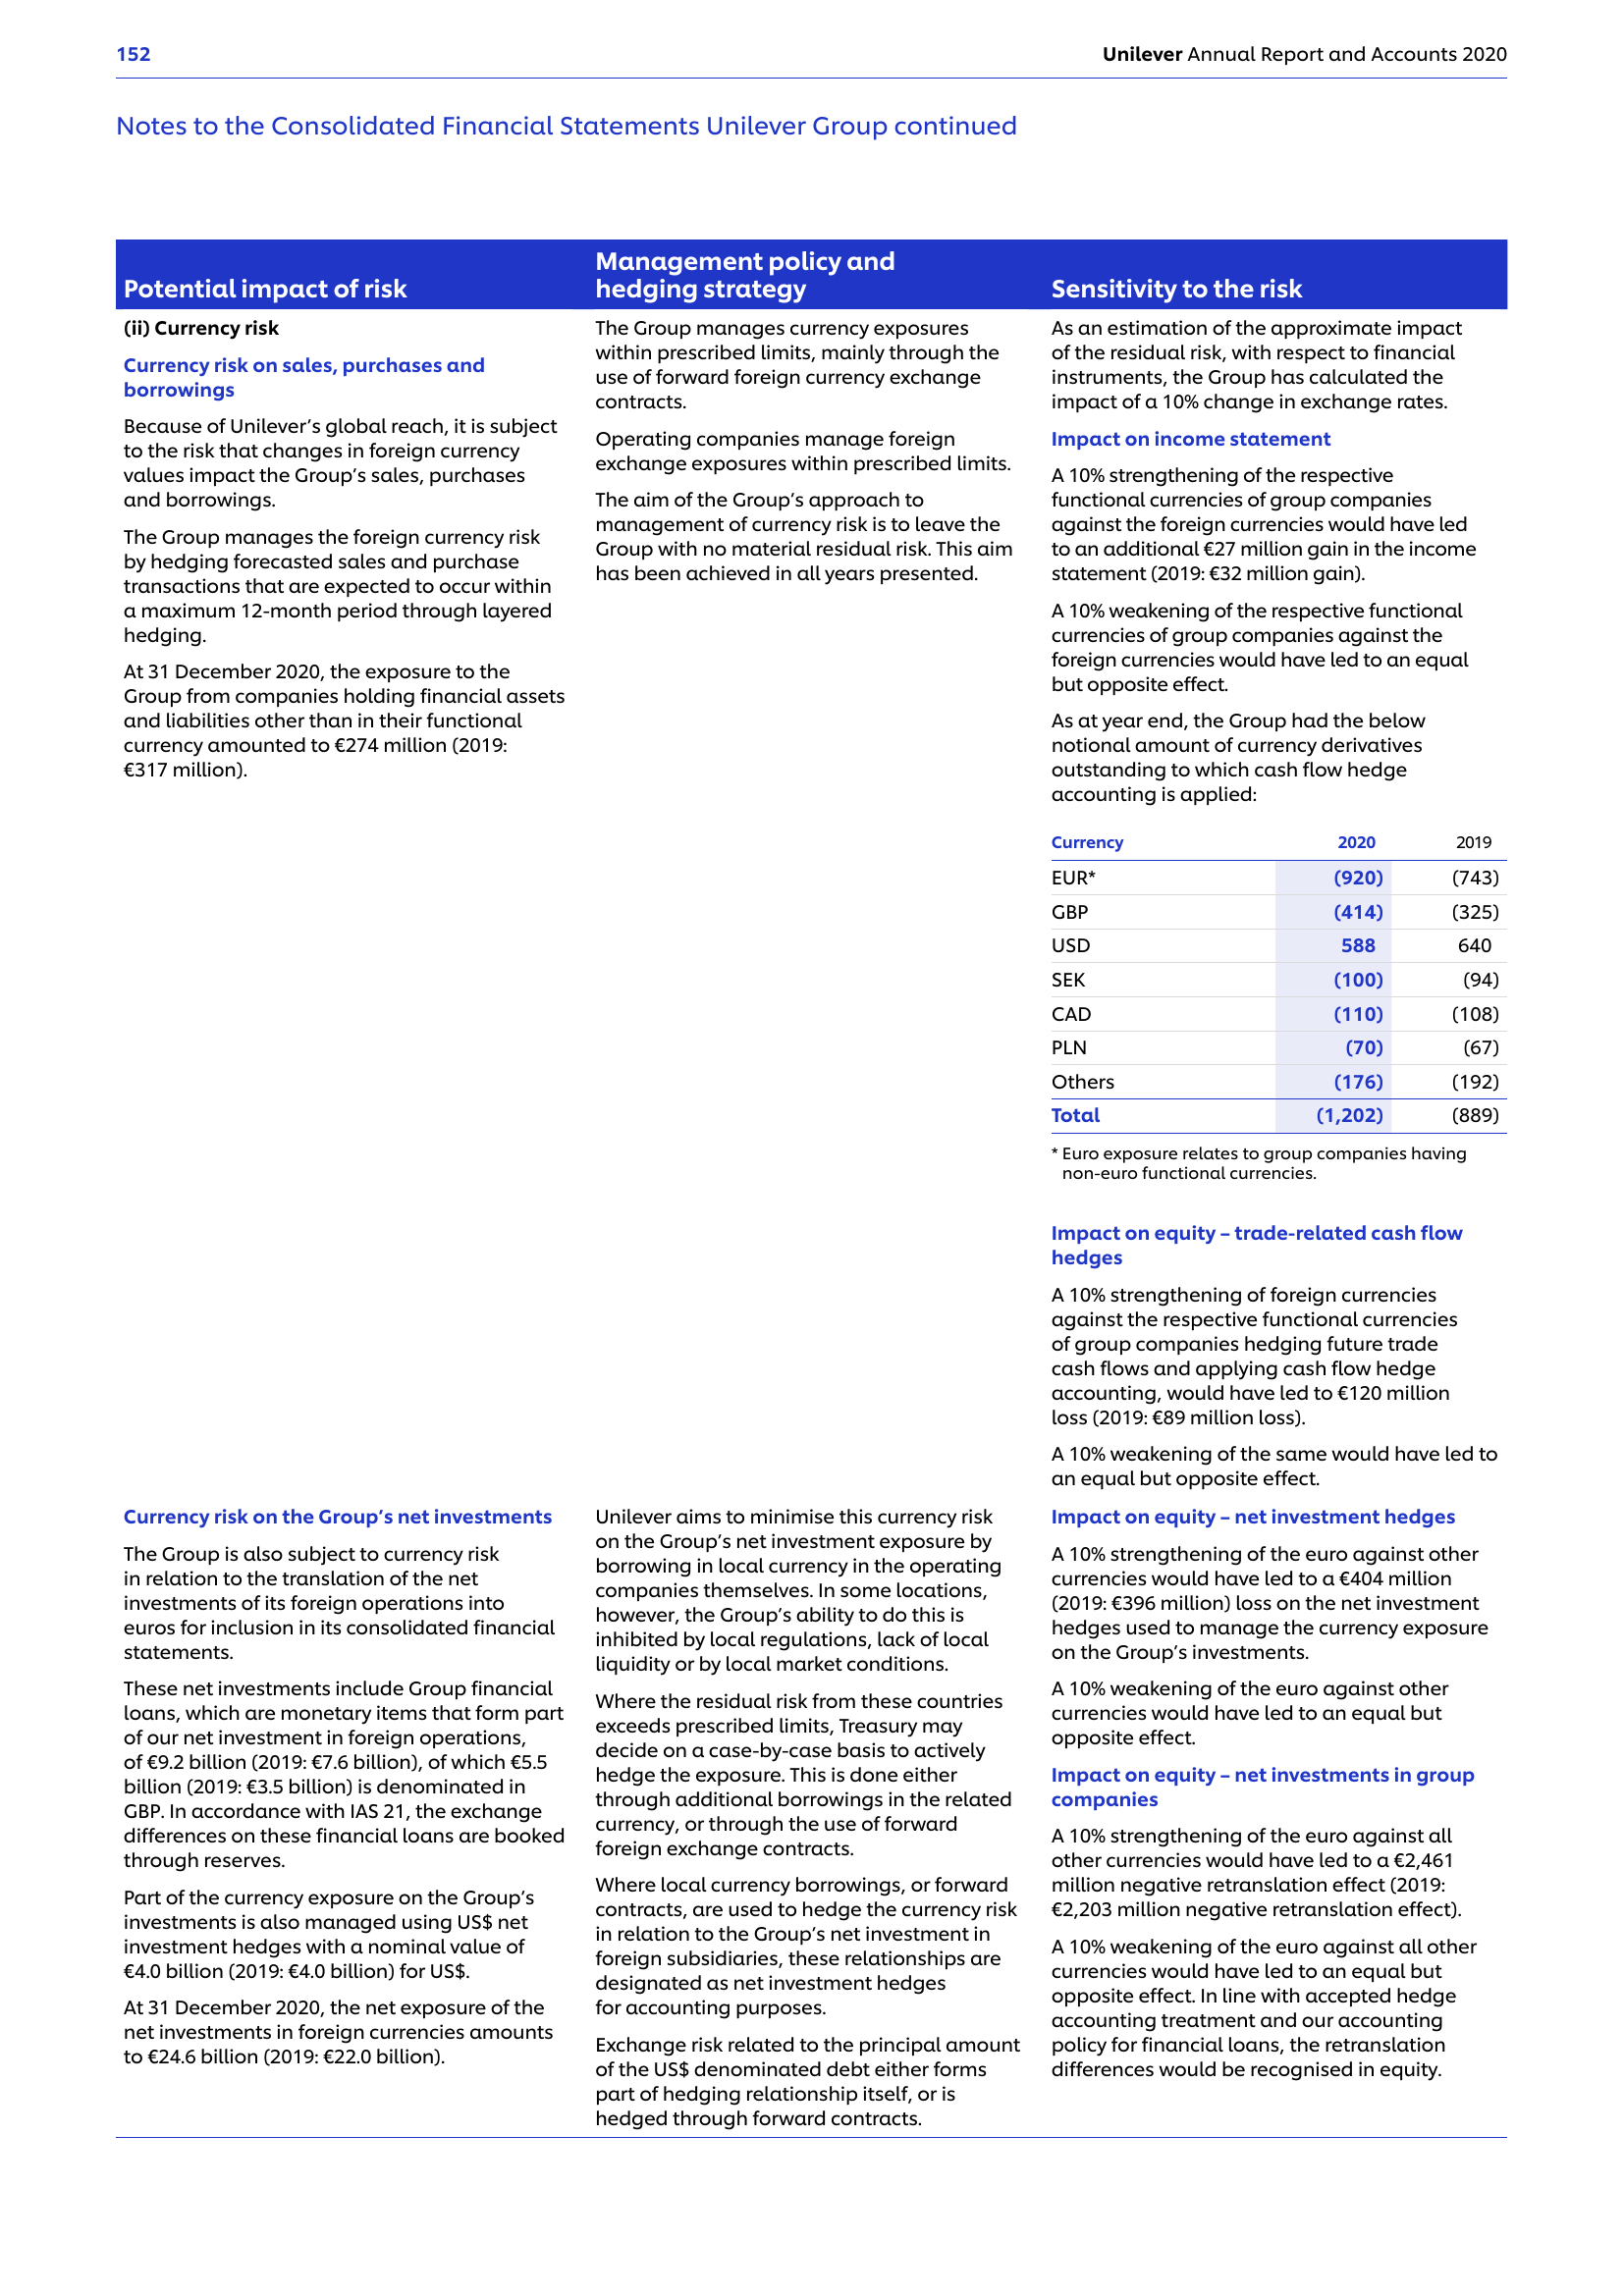 152
Unilever Annual Report and Accounts 2020
Notes to the Consolidated Financial Statements Unilever Group continued
Potential impact of risk
Management policy and
hedging strategy
Sensitivity to the risk
(ii) Currency risk
Currency risk on sales, purchases and
borrowings
Because of Unilever’s global reach, it is subject
to the risk that changes in foreign currency
values impact the Group’s sales, purchases
and borrowings.
The Group manages the foreign currency risk
by hedging forecasted sales and purchase
transactions that are expected to occur within
a maximum 12-month period through layered
hedging.
At 31 December 2020, the exposure to the
Group from companies holding financial assets
and liabilities other than in their functional
currency amounted to €274 million (2019:
€317 million).
The Group manages currency exposures
within prescribed limits, mainly through the
use of forward foreign currency exchange
contracts.
Operating companies manage foreign
exchange exposures within prescribed limits.
The aim of the Group’s approach to
management of currency risk is to leave the
Group with no material residual risk. This aim
has been achieved in all years presented.
As an estimation of the approximate impact
of the residual risk, with respect to financial
instruments, the Group has calculated the
impact of a 10% change in exchange rates.
Impact on income statement
A 10% strengthening of the respective
functional currencies of group companies
against the foreign currencies would have led
to an additional €27 million gain in the income
statement (2019: €32 million gain).
A 10% weakening of the respective functional
currencies of group companies against the
foreign currencies would have led to an equal
but opposite effect.
As at year end, the Group had the below
notional amount of currency derivatives
outstanding to which cash flow hedge
accounting is applied:
Currency 2020 2019
EUR* (920) (743)
GBP (414) (325)
USD 588 640
SEK (100) (94)
CAD (110) (108)
PLN (70) (67)
Others (176) (192)
Total (1,202) (889)
* Euro exposure relates to group companies having
non-euro functional currencies.
Impact on equity – trade-related cash flow
hedges
A 10% strengthening of foreign currencies
against the respective functional currencies
of group companies hedging future trade
cash flows and applying cash flow hedge
accounting, would have led to €120 million
loss (2019: €89 million loss).
A 10% weakening of the same would have led to
an equal but opposite effect.
Currency risk on the Group’s net investments
The Group is also subject to currency risk
in relation to the translation of the net
investments of its foreign operations into
euros for inclusion in its consolidated financial
statements.
These net investments include Group financial
loans, which are monetary items that form part
of our net investment in foreign operations,
of €9.2 billion (2019: €7.6 billion), of which €5.5
billion (2019: €3.5 billion) is denominated in
GBP. In accordance with IAS 21, the exchange
differences on these financial loans are booked
through reserves.
Part of the currency exposure on the Group’s
investments is also managed using US$ net
investment hedges with a nominal value of
€4.0 billion (2019: €4.0 billion) for US$.
At 31 December 2020, the net exposure of the
net investments in foreign currencies amounts
to €24.6 billion (2019: €22.0 billion).
Unilever aims to minimise this currency risk
on the Group’s net investment exposure by
borrowing in local currency in the operating
companies themselves. In some locations,
however, the Group’s ability to do this is
inhibited by local regulations, lack of local
liquidity or by local market conditions.
Where the residual risk from these countries
exceeds prescribed limits, Treasury may
decide on a case-by-case basis to actively
hedge the exposure. This is done either
through additional borrowings in the related
currency, or through the use of forward
foreign exchange contracts.
Where local currency borrowings, or forward
contracts, are used to hedge the currency risk
in relation to the Group’s net investment in
foreign subsidiaries, these relationships are
designated as net investment hedges
for accounting purposes.
Exchange risk related to the principal amount
of the US$ denominated debt either forms
part of hedging relationship itself, or is
hedged through forward contracts.
Impact on equity – net investment hedges
A 10% strengthening of the euro against other
currencies would have led to a €404 million
(2019: €396 million) loss on the net investment
hedges used to manage the currency exposure
on the Group’s investments.
A 10% weakening of the euro against other
currencies would have led to an equal but
opposite effect.
Impact on equity – net investments in group
companies
A 10% strengthening of the euro against all
other currencies would have led to a €2,461
million negative retranslation effect (2019:
€2,203 million negative retranslation effect).
A 10% weakening of the euro against all other
currencies would have led to an equal but
opposite effect. In line with accepted hedge
accounting treatment and our accounting
policy for financial loans, the retranslation
differences would be recognised in equity.